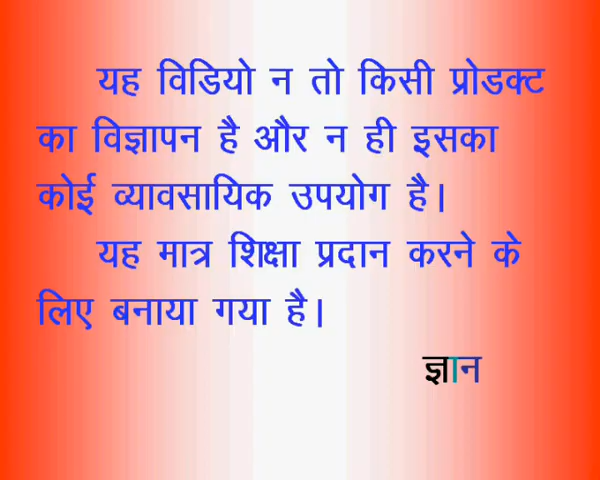 यह विडियो न तो किसी प्रोडक्ट
का विज्ञापन है और न ही इसका
कोई व्यावसायिक उपयोग है।
यह मात्र शिक्षा प्रदान करने के
लिए बनाया गया है।
ज्ञान